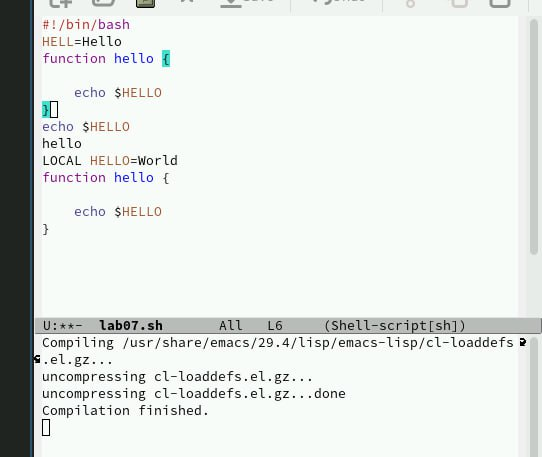 #!/bin/bash
HELL=Hello
function hello {
echo $HELLO
}
echo $HELLO
hello
LOCAL HELLO=World
function hello {
echo $HELLO
}
U:**-  lab07.sh       All   L6     (Shell-script[sh])
Compiling /usr/share/emacs/29.4/lisp/emacs-lisp/cl-loaddefs
.el.gz...
uncompressing cl-loaddefs.el.gz...
uncompressing cl-loaddefs.el.gz...done
Compilation finished.